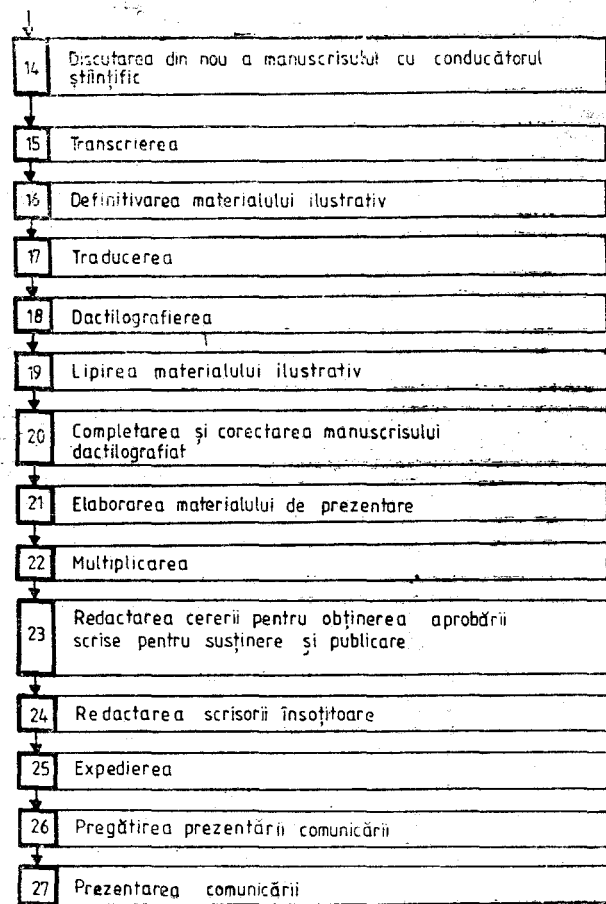 14 Discutarea din nou a manuscrisului cu conducătorul
științific
15 Transcrierea
16 Definitivarea materialului ilustrativ
17 Traducerea
18 Dactilografierea
19 Lipirea materialului ilustrativ
20 Completarea și corectarea manuscrisului
dactilografiat
21 Elaborarea materialului de prezentare
22 Multiplicarea
23 Redactarea cererii pentru obținerea aprobării
scrise pentru susținere și publicare
24 Redactarea scrisorii însoțitoare
25 Expedierea
26 Pregătirea prezentării comunicării
27 Prezentarea comunicării